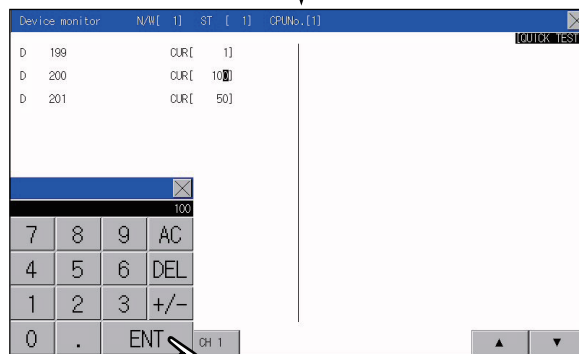 Device monitor N/W[ 1] ST [ 1] CPUNo.[1]
[QUICK TEST
D 199 CUR[ 1]
D 200 CUR[ 100]
D 201 CUR[ 50]
100
7 8 9 AC
4 5 6 DEL
1 2 3 +/-
0 . ENT
CH 1
▲ ▼